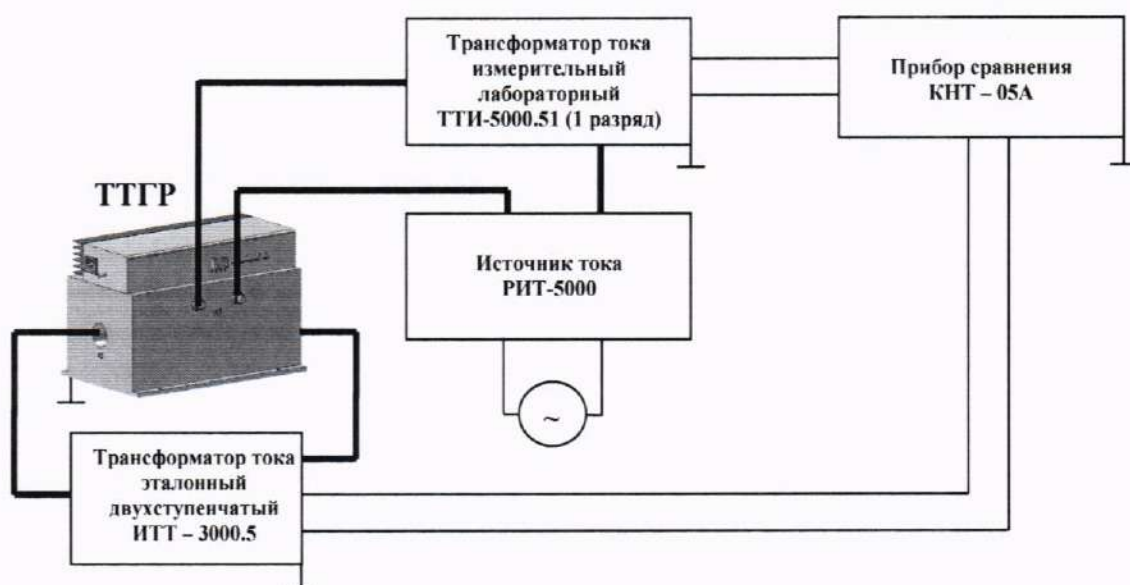 Трансформатор тока
измерительный
лабораторный
ТТИ-5000.51 (1 разряд)
Прибор сравнения
КНТ – 05А
ТТГР
Источник тока
РИТ-5000
~
Трансформатор тока
эталонный
двухступенчатый
ИТТ – 3000.5